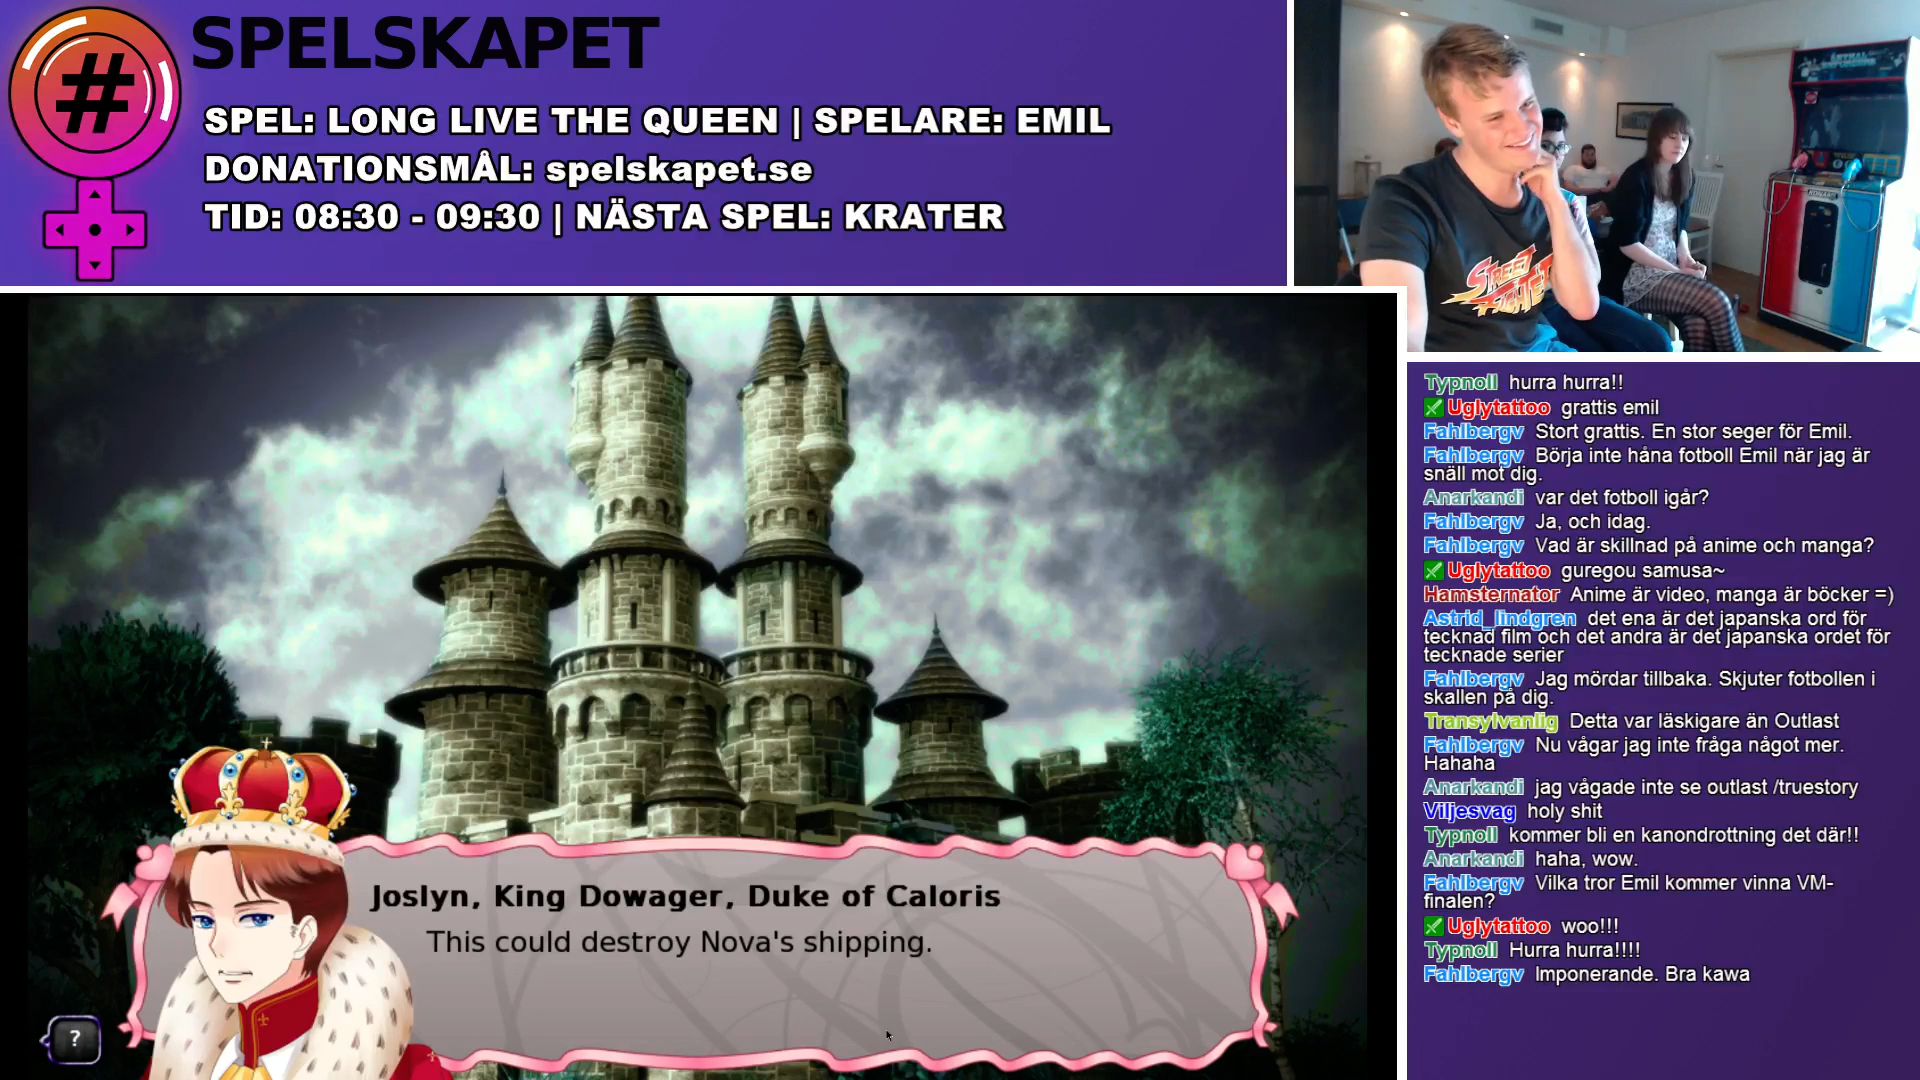 #
SPELSKAPET
SPEL: LONG LIVE THE QUEEN | SPELARE: EMIL
DONATIONSMÅL: spelskapet.se
TID: 08:30 - 09:30 | NÄSTA SPEL: KRATER
STREET
FIGHTER
KONAMI
Typnoll hurra hurra!!
Uglytattoo grattis emil
Fahlbergv Stort grattis. En stor seger för Emil.
Fahlbergv Börja inte håna fotboll Emil när jag är
snäll mot dig.
Anarkandi var det fotboll igår?
Fahlbergv Ja, och idag.
Fahlbergv Vad är skillnad på anime och manga?
Uglytattoo guregou samusa~
Hamsternator Anime är video, manga är böcker =)
Astrid_lindgren det ena är det japanska ord för
tecknad film och det andra är det japanska ordet för
tecknade serier
Fahlbergv Jag mördar tillbaka. Skjuter fotbollen i
skallen på dig.
Transylvanlig Detta var läskigare än Outlast
Fahlbergv Nu vågar jag inte fråga något mer.
Hahaha
Anarkandi jag vågade inte se outlast /truestory
Viljesvag holy shit
Typnoll kommer bli en kanondrottning det där!!
Anarkandi haha, wow.
Fahlbergv Vilka tror Emil kommer vinna VM-
finalen?
Uglytattoo woo!!!
Typnoll Hurra hurra!!!!
Fahlbergv Imponerande. Bra kawa
Joslyn, King Dowager, Duke of Caloris
This could destroy Nova's shipping.
?